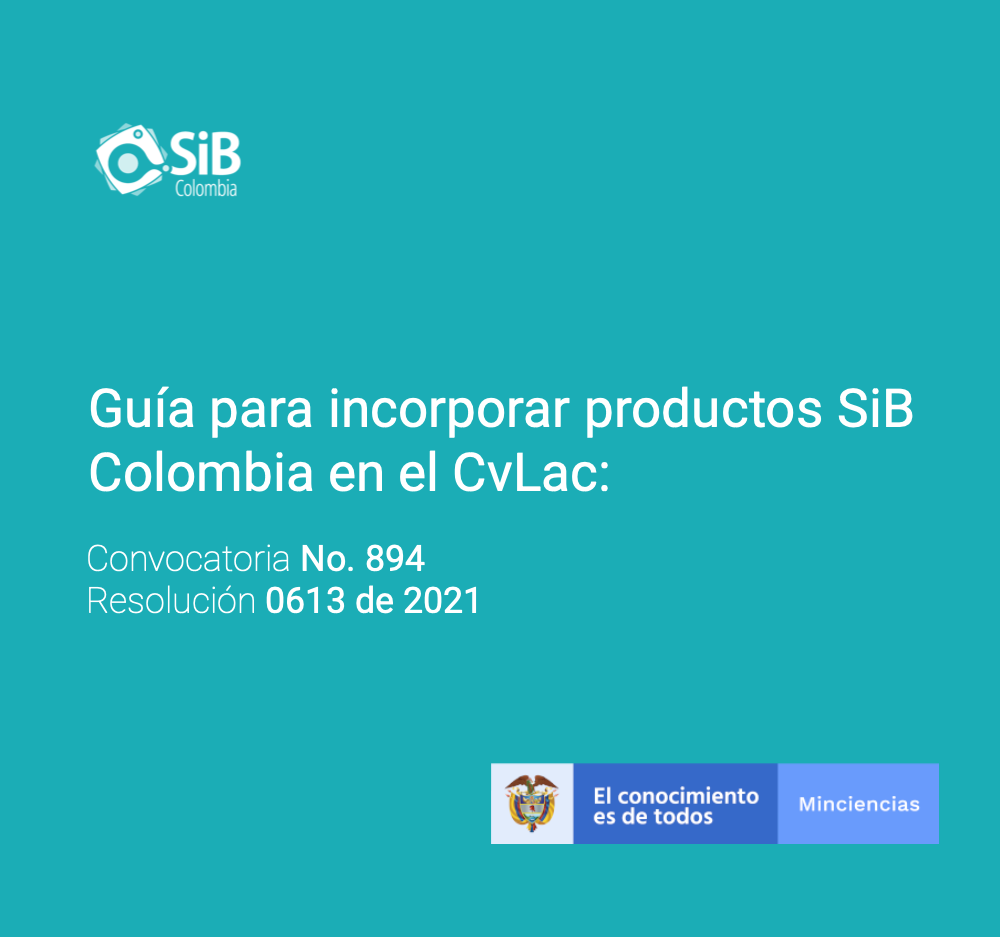 SiB
Colombia
Guía para incorporar productos SiB
Colombia en el CvLac:
Convocatoria No. 894
Resolución 0613 de 2021
El conocimiento
es de todos
Minciencias